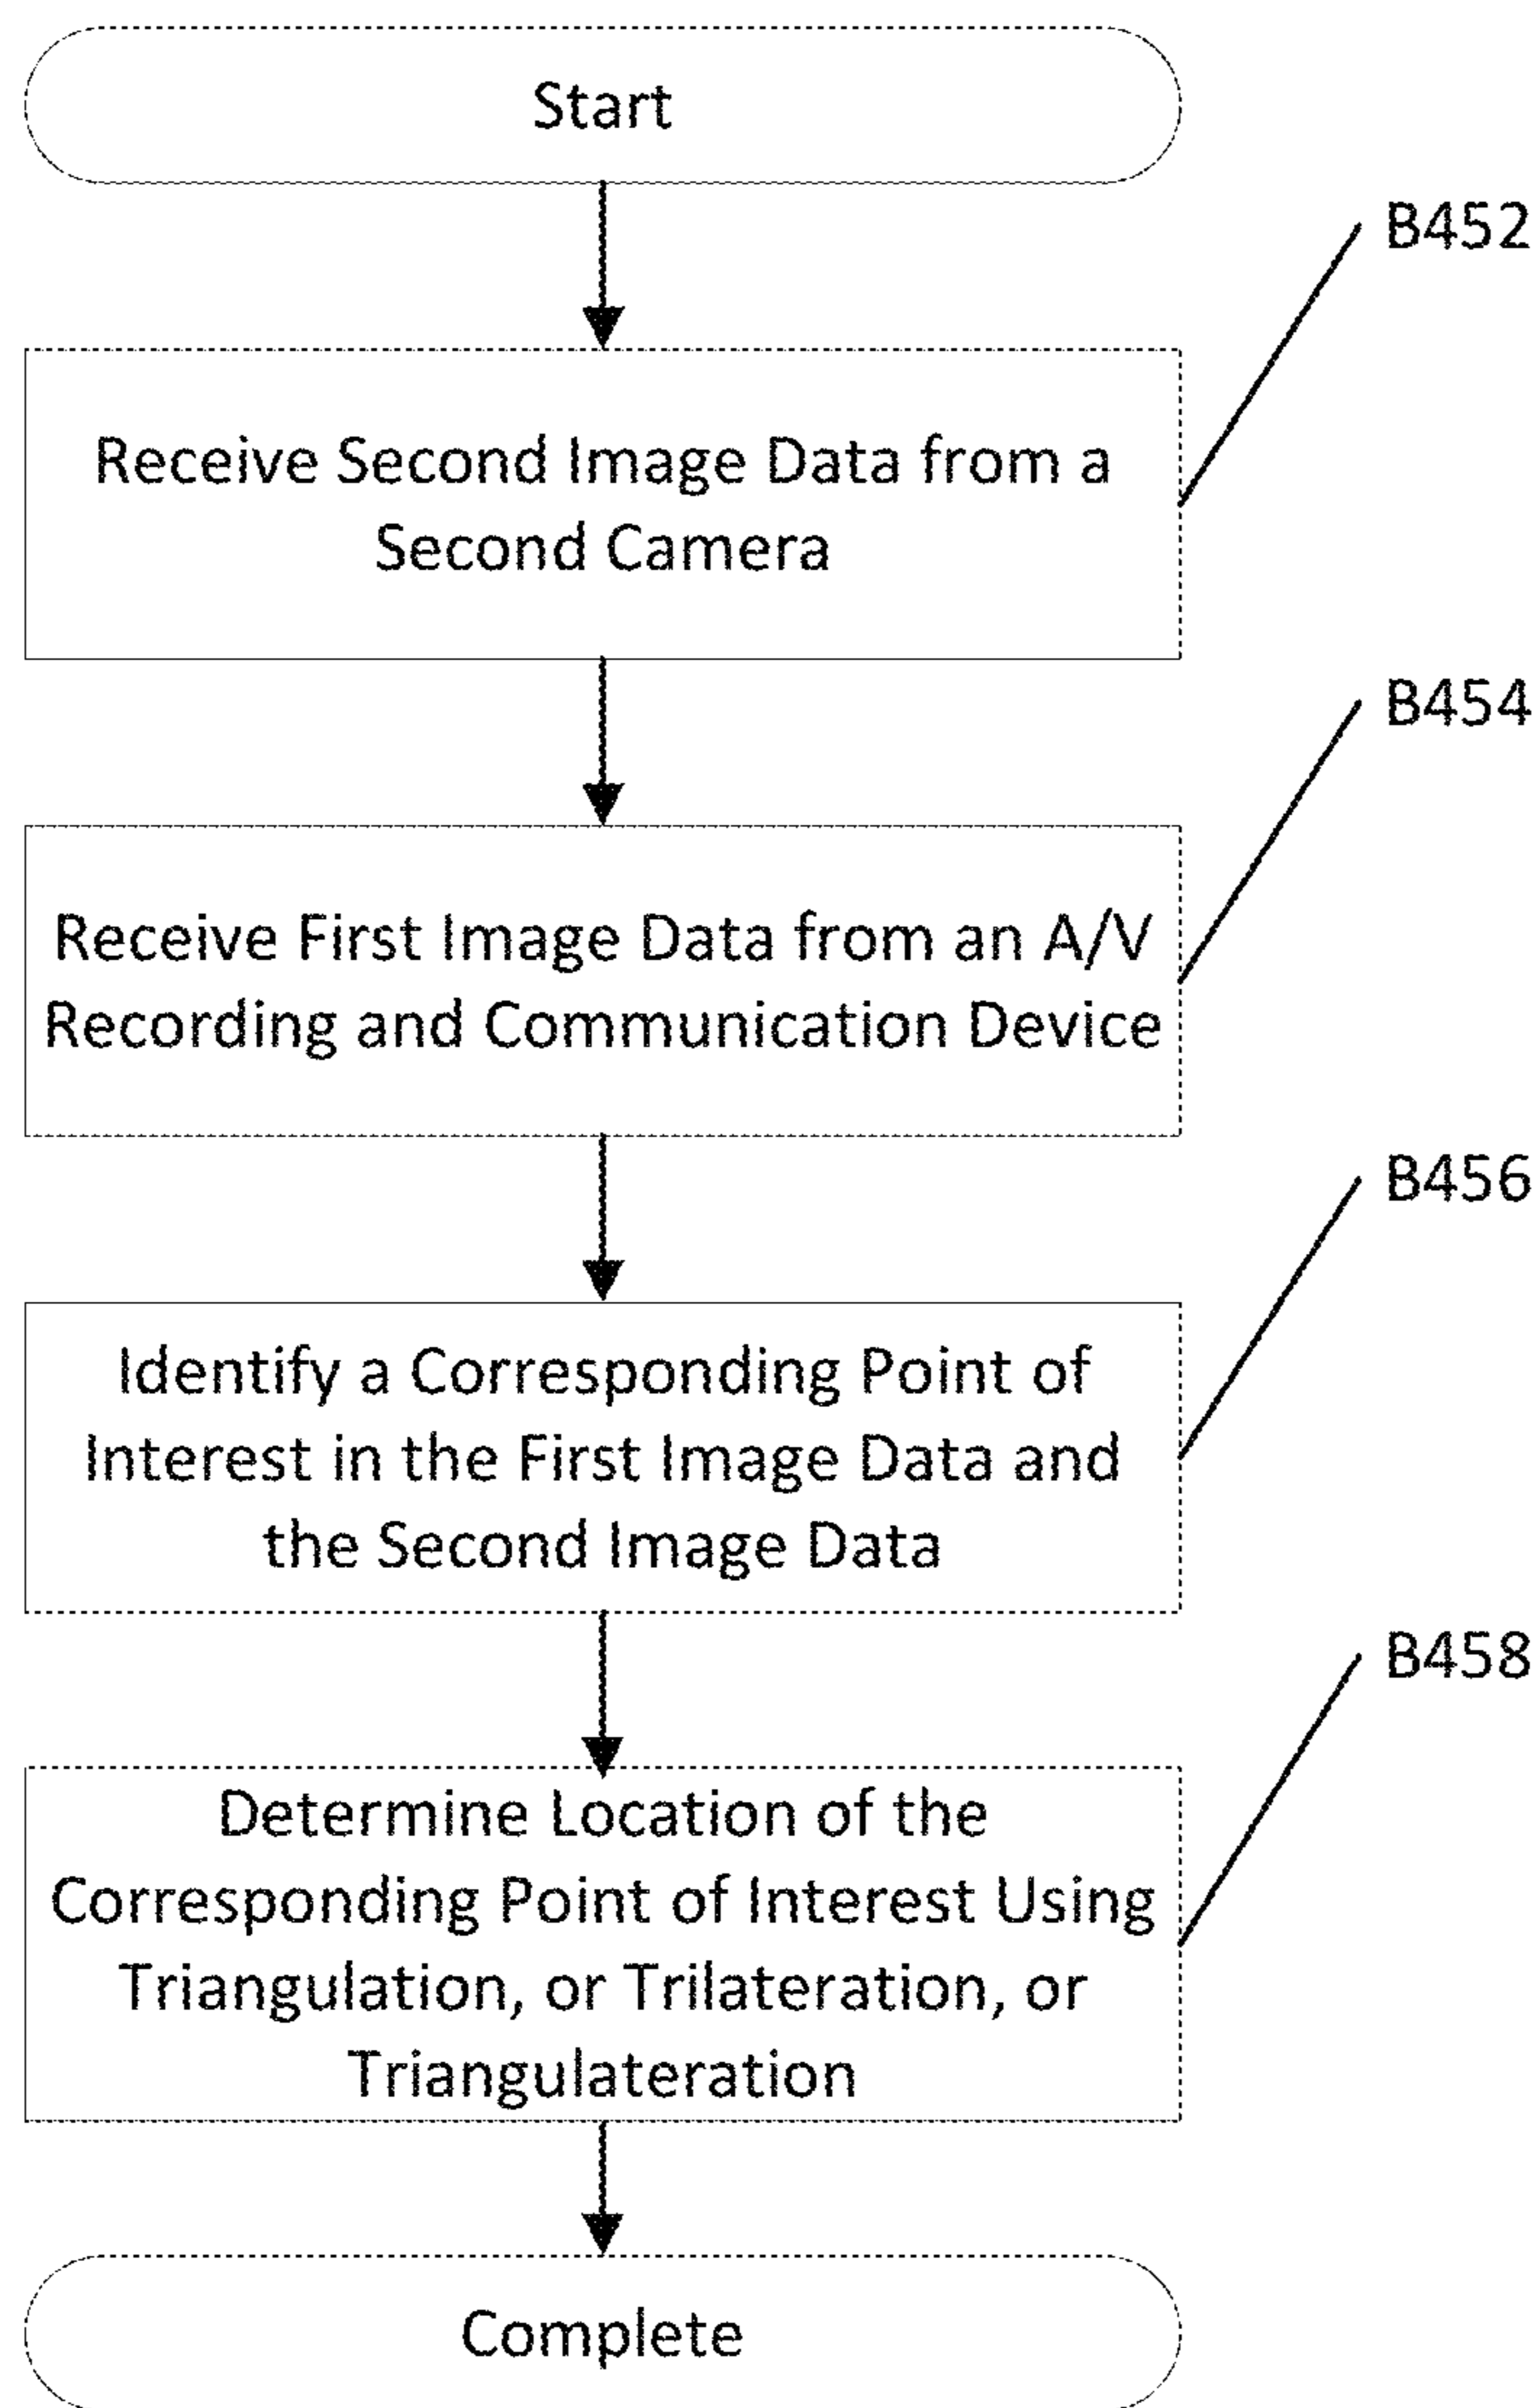 Start
B452
Receive Second Image Data from a
Second Camera
B454
Receive First Image Data from an A/V
Recording and Communication Device
B456
Identify a Corresponding Point of
Interest in the First Image Data and
the Second Image Data
B458
Determine Location of the
Corresponding Point of Interest Using
Triangulation, or Trilateration, or
Triangulateration
Complete